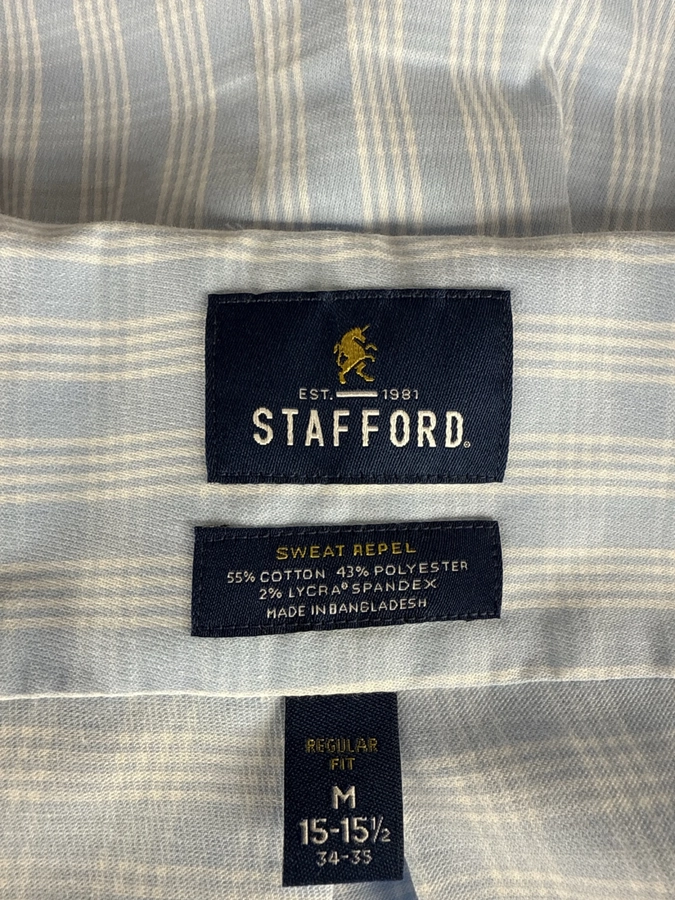 EST. 1981
STAFFORD®
SWEAT REPEL
55% COTTON 43% POLYESTER
2% LYCRA® SPANDEX
MADE IN BANGLADESH
REGULAR
FIT
M
15-15½
34-35